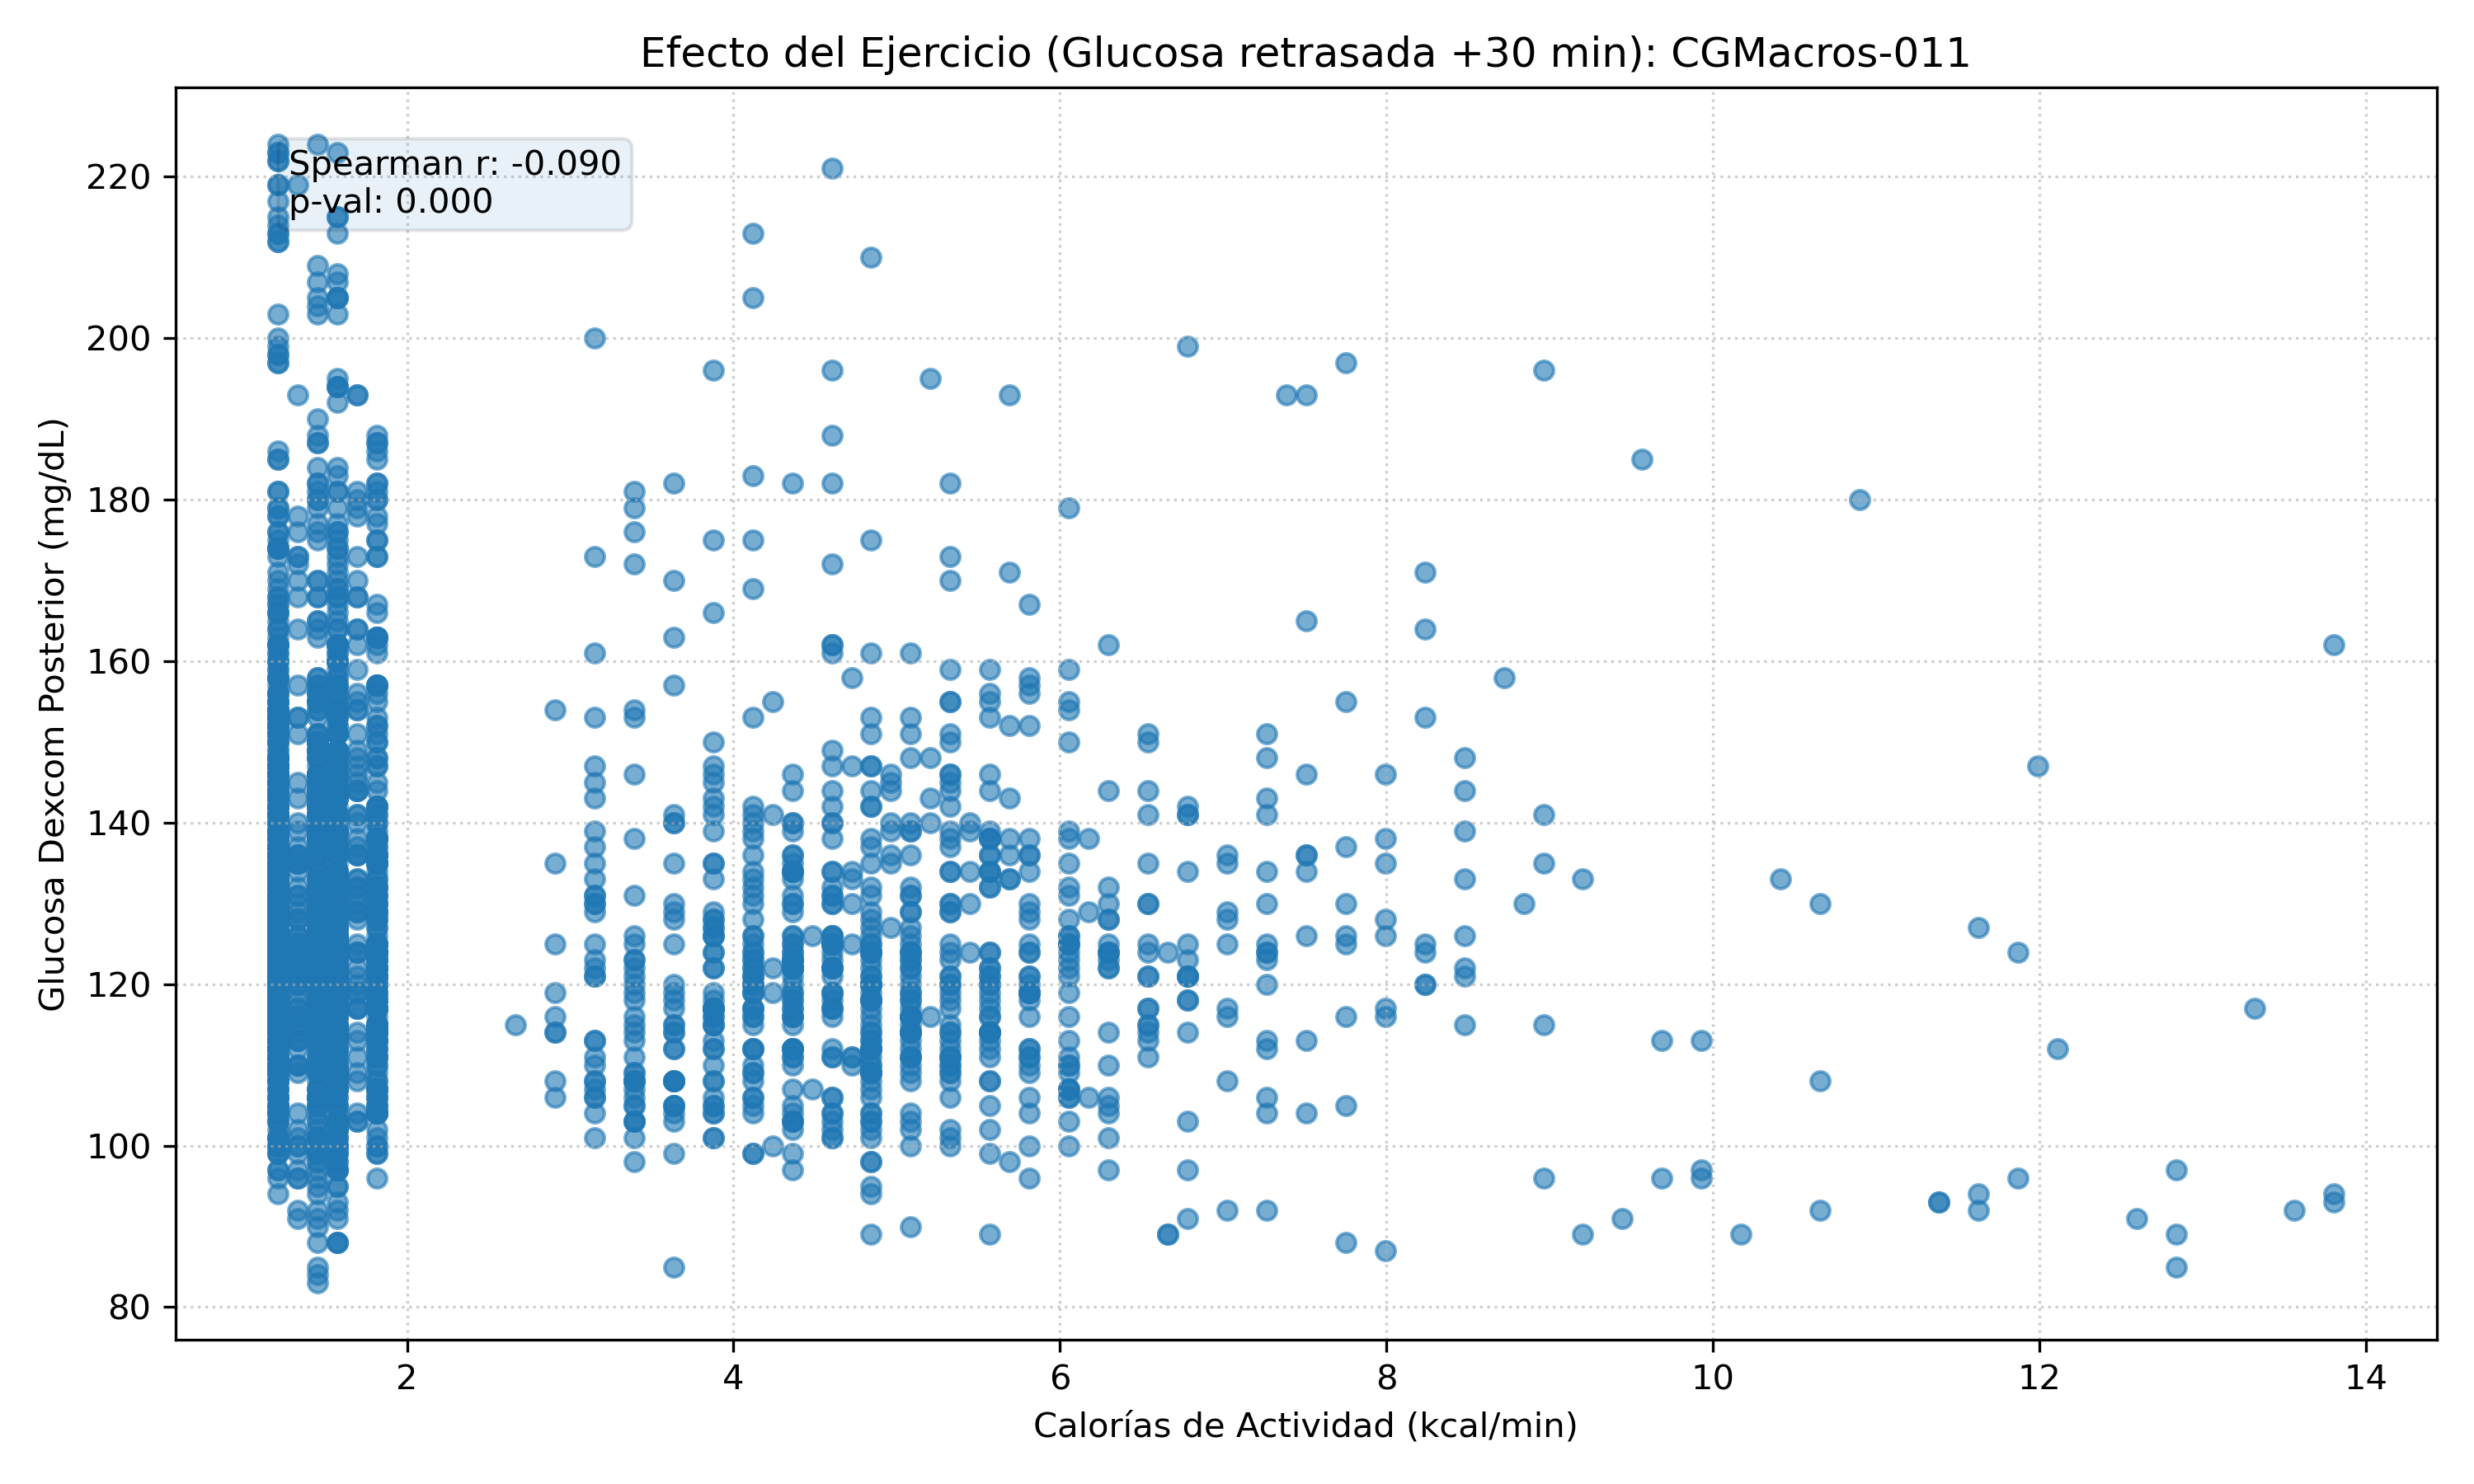 Efecto del Ejercicio (Glucosa retrasada +30 min): CGMacros-011
Spearman r: -0.090
p-val: 0.000
Glucosa Dexcom Posterior (mg/dL)
220
200
180
160
140
120
100
80
2 4 6 8 10 12 14
Calorías de Actividad (kcal/min)